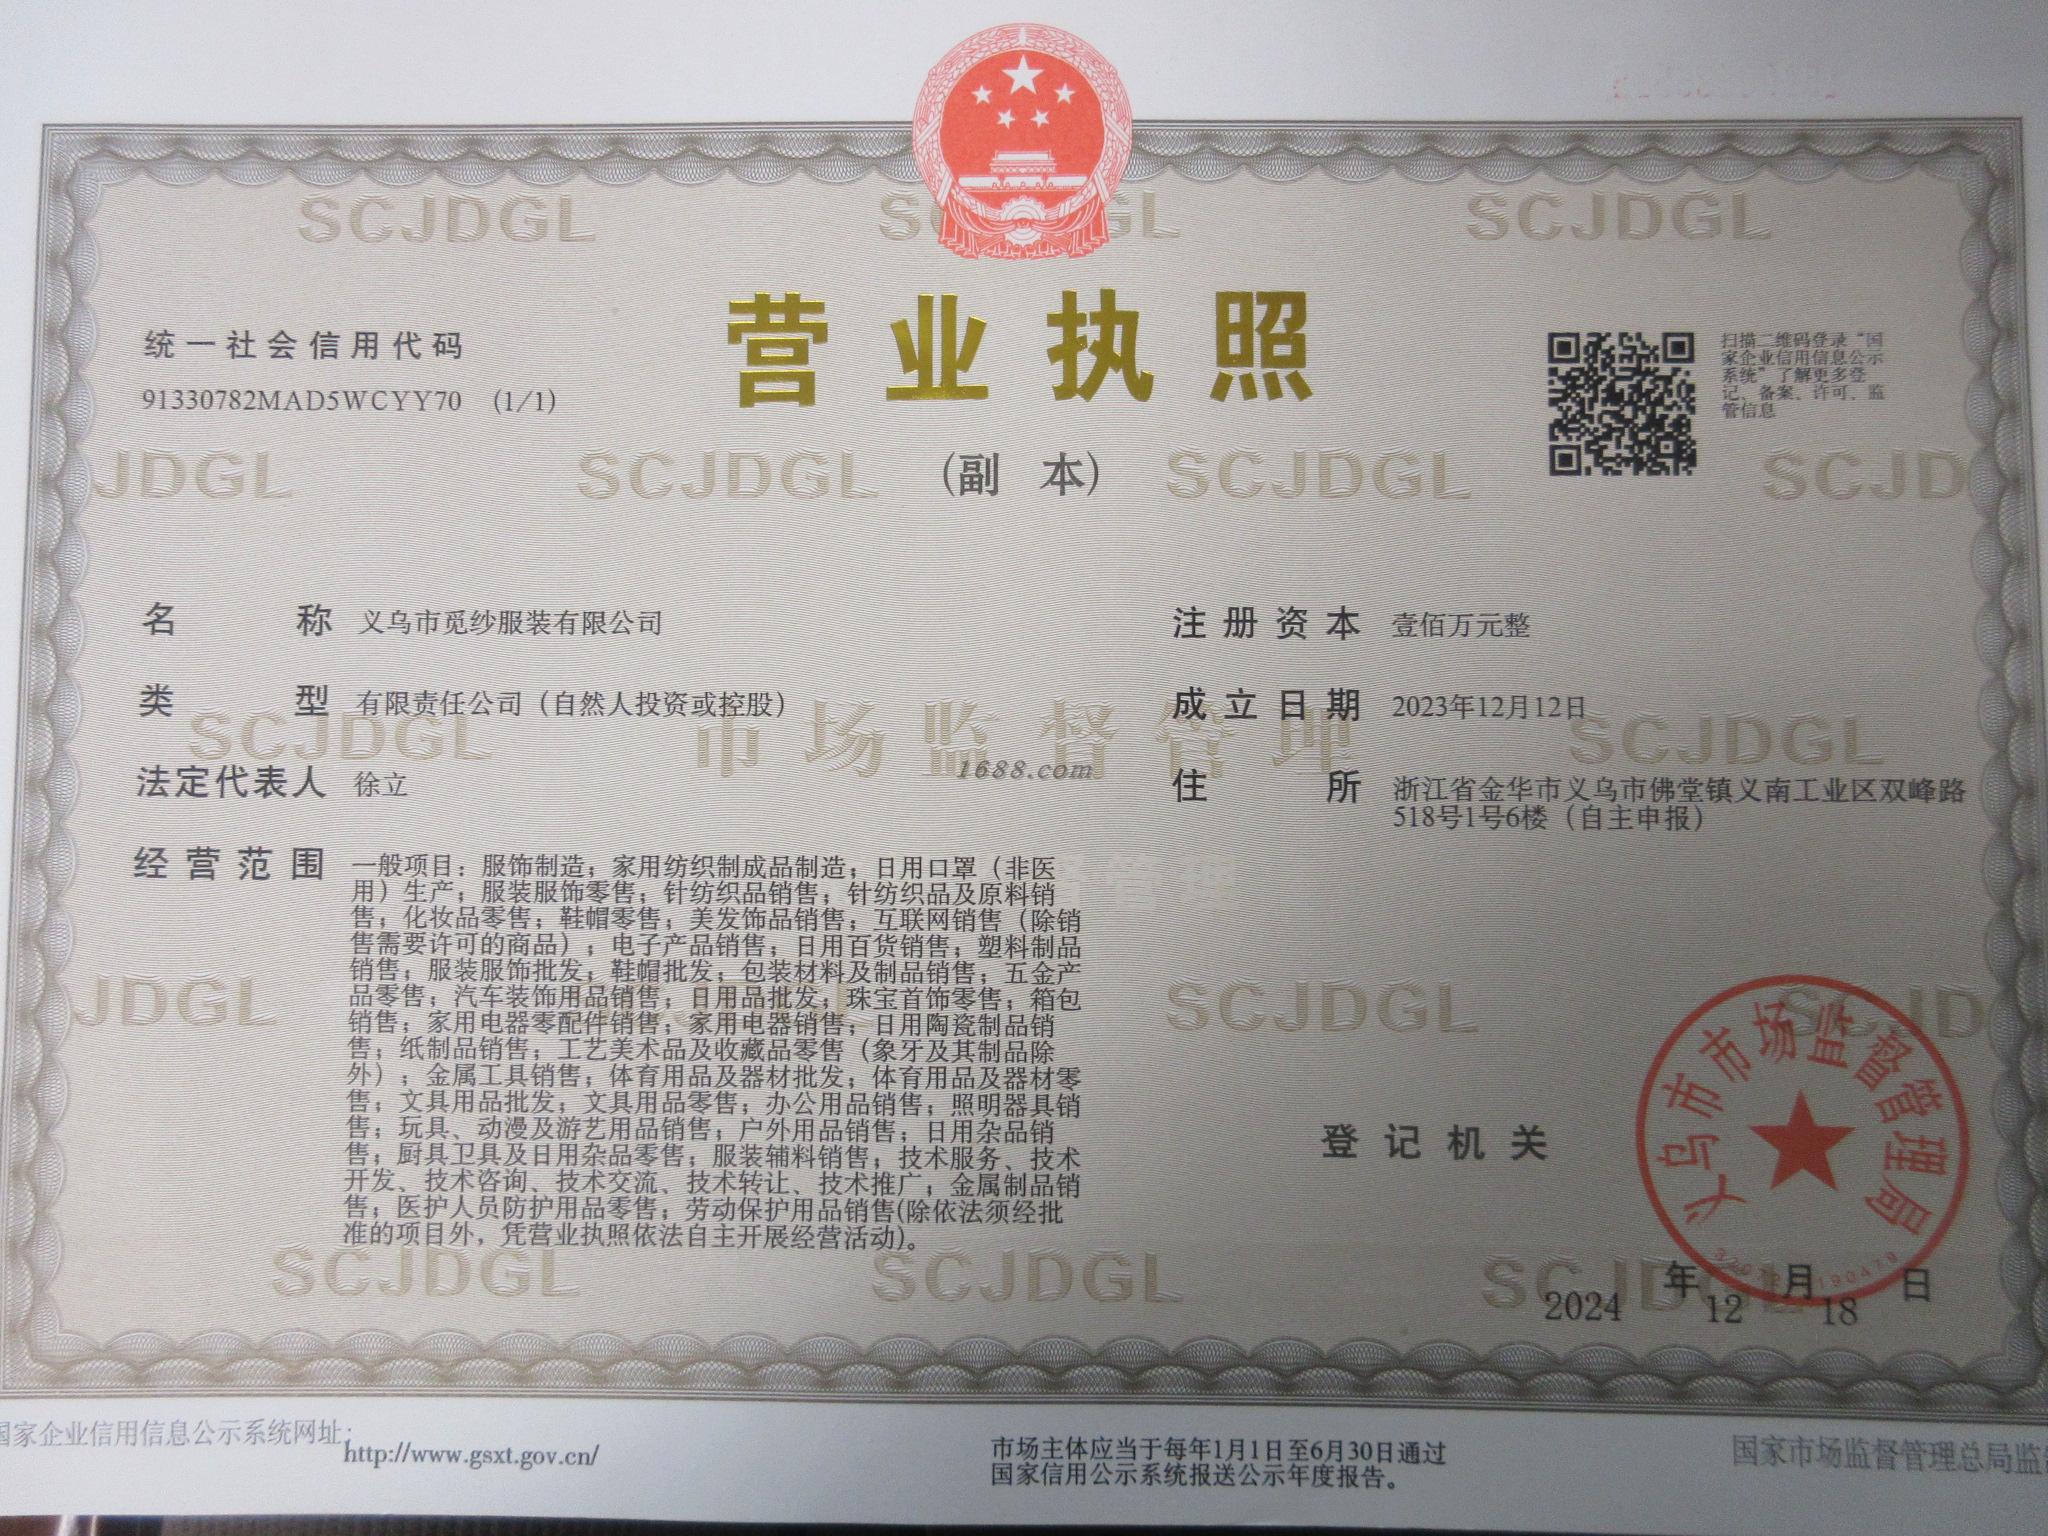 SCJDGL
SCJDGL
营业执照
(副 本)
统一社会信用代码
91330782MAD5WCYY70 (1/1)
扫描二维码登录“国
家企业信用信息公示
系统”了解更多登
记、备案、许可、监
管信息
JDGL
SCJDGL
SCJDGL
SCJD
名 称 义乌市觅纱服装有限公司
类 型 有限责任公司（自然人投资或控股）
法定代表人 徐立
注册资本 壹佰万元整
成立日期 2023年12月12日
住 所 浙江省金华市义乌市佛堂镇义南工业区双峰路
518号1号6楼（自主申报）
SCJDGL
市场监督管理
SCJDGL
1688.com
经营范围 一般项目：服饰制造；家用纺织制成品制造；日用口罩（非医
用）生产；服装服饰零售；针纺织品销售；针纺织品及原料销
售；化妆品零售；鞋帽零售；美发饰品销售；互联网销售（除销
售需要许可的商品）；电子产品销售；日用百货销售；塑料制品
销售；服装服饰批发；鞋帽批发；包装材料及制品销售；五金产
品零售；汽车装饰用品销售；日用品批发；珠宝首饰零售；箱包
销售；家用电器零配件销售；家用电器销售；日用陶瓷制品销
售；纸制品销售；工艺美术品及收藏品零售（象牙及其制品除
外）；金属工具销售；体育用品及器材批发；体育用品及器材零
售；文具用品批发；文具用品零售；办公用品销售；照明器具销
售；玩具、动漫及游艺用品销售；户外用品销售；日用杂品销
售；厨具卫具及日用杂品零售；服装辅料销售；技术服务、技术
开发、技术咨询、技术交流、技术转让、技术推广；金属制品销
售；医护人员防护用品零售；劳动保护用品销售(除依法须经批
准的项目外，凭营业执照依法自主开展经营活动)。
JDGL
SCJDGL
SCJD
登记机关
义乌市市场监督管理局
2024年12月18日
SCJDGL
SCJDGL
SCJDGL
国家企业信用信息公示系统网址：
http://www.gsxt.gov.cn/
市场主体应当于每年1月1日至6月30日通过
国家信用公示系统报送公示年度报告。
国家市场监督管理总局监